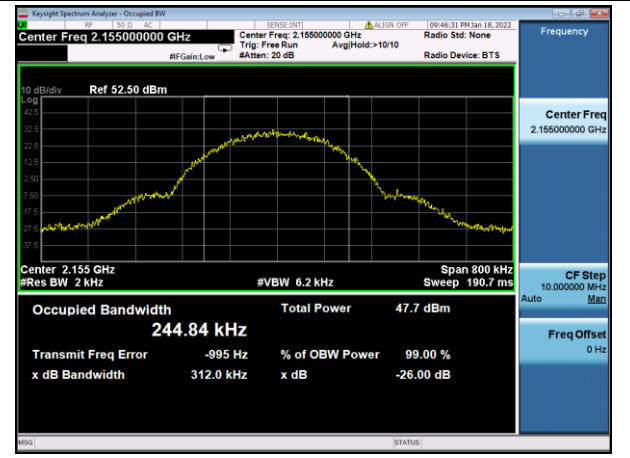 Keysight Spectrum Analyzer - Occupied BW
RF 50 Ω AC SENSE:INT ALIGN OFF 09:46:31 PM Jan 18, 2022
Center Freq 2.155000000 GHz
Center Freq: 2.155000000 GHz Radio Std: None
Trig: Free Run Avg|Hold:>10/10
#IFGain:Low #Atten: 20 dB Radio Device: BTS
Frequency
10 dB/div Ref 52.50 dBm
Log
42.5
32.5
22.5
12.5
2.50
-7.50
-17.5
-27.5
-37.5
Center Freq
2.155000000 GHz
Center 2.155 GHz Span 800 kHz
#Res BW 2 kHz #VBW 6.2 kHz Sweep 190.7 ms
CF Step
10.000000 MHz
Auto Man
Occupied Bandwidth Total Power 47.7 dBm
244.84 kHz
Transmit Freq Error -995 Hz % of OBW Power 99.00 %
x dB Bandwidth 312.0 kHz x dB -26.00 dB
Freq Offset
0 Hz
MSG STATUS